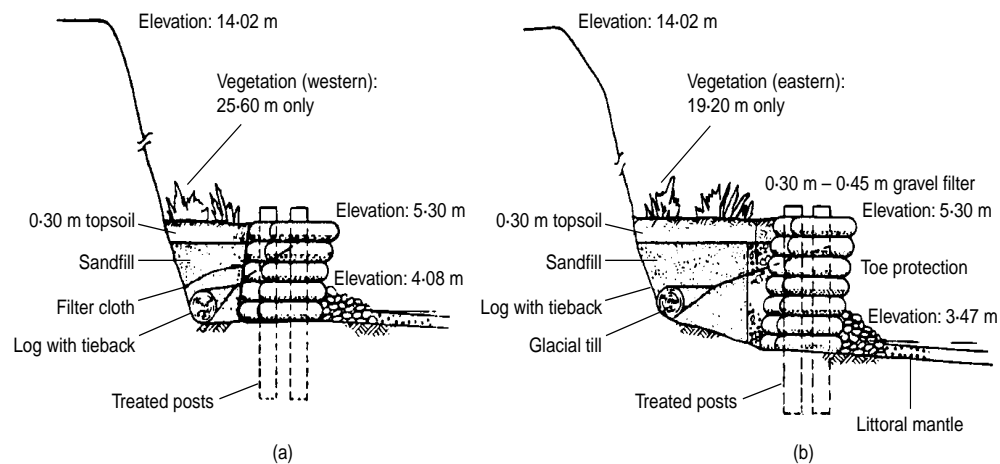 Elevation: 14·02 m
Vegetation (western):
25·60 m only
0·30 m topsoil
Elevation: 5·30 m
Sandfill
Elevation: 4·08 m
Filter cloth
Log with tieback
Treated posts
(a)
Elevation: 14·02 m
Vegetation (eastern):
19·20 m only
0·30 m – 0·45 m gravel filter
0·30 m topsoil
Elevation: 5·30 m
Sandfill
Toe protection
Log with tieback
Elevation: 3·47 m
Glacial till
Treated posts
Littoral mantle
(b)